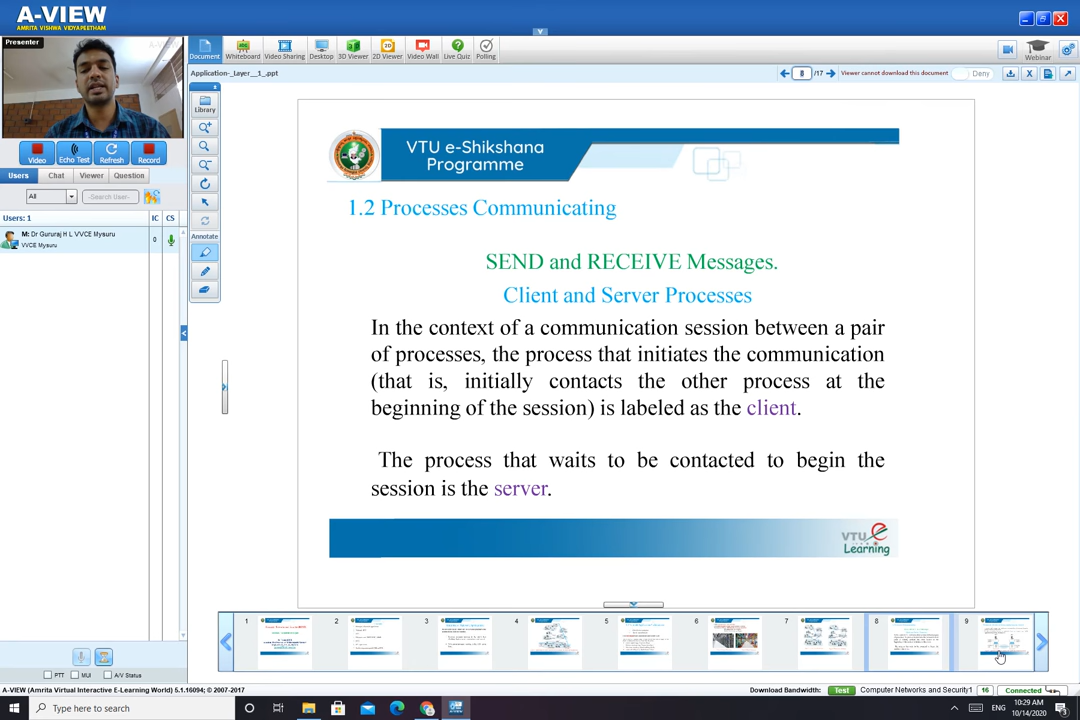 A-VIEW
AMRITA VISHWA VIDYAPEETHAM
Presenter
Document
Whiteboard
Video Sharing
Desktop
3D Viewer
2D Viewer
Video Wall
Live Quiz
Polling
Webinar
Application-_Layer__1_.ppt
8 /17
Viewer cannot download this document
Deny
Video
Echo Test
Refresh
Record
Users
Chat
Viewer
Question
All
-Search User-
Users: 1
IC
CS
M: Dr Gururaj H L VVCE Mysuru
VVCE Mysuru
0
Library
Annotate
VTU e-Shikshana
Programme
1.2 Processes Communicating
SEND and RECEIVE Messages.
Client and Server Processes
In the context of a communication session between a pair
of processes, the process that initiates the communication
(that is, initially contacts the other process at the
beginning of the session) is labeled as the client.
The process that waits to be contacted to begin the
session is the server.
VTU e
Learning
1
2
3
4
5
6
7
8
9
PTT
MUI
A/V Status
A-VIEW (Amrita Virtual Interactive E-Learning World) 5.1.16094; © 2007-2017
Download Bandwidth:
Test
Computer Networks and Security1
16
Connected
Type here to search
ENG
10:29 AM
10/14/2020
3